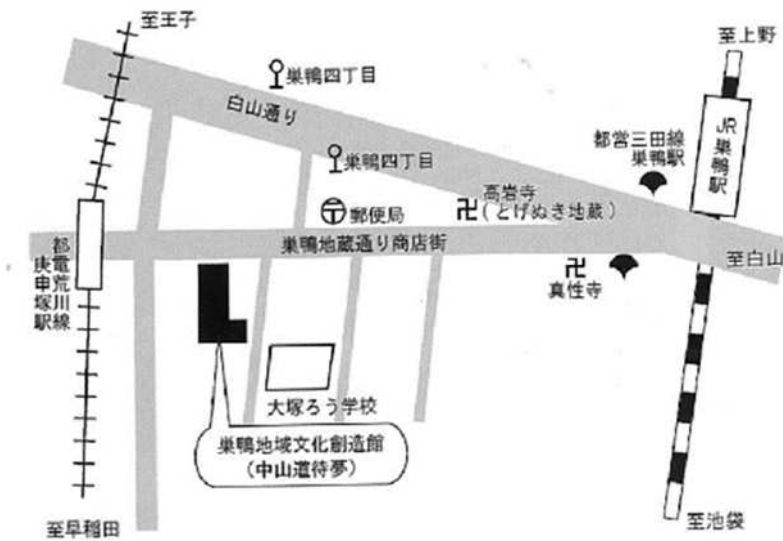 至王子
至上野
巣鴨四丁目
白山通り
JR巣鴨駅
都営三田線
巣鴨駅
巣鴨四丁目
高岩寺
(とげぬき地蔵)
郵便局
巣鴨地蔵通り商店街
至白山
都電荒川線
庚申塚駅
真性寺
大塚ろう学校
巣鴨地域文化創造館
(中山道待夢)
至早稲田
至池袋